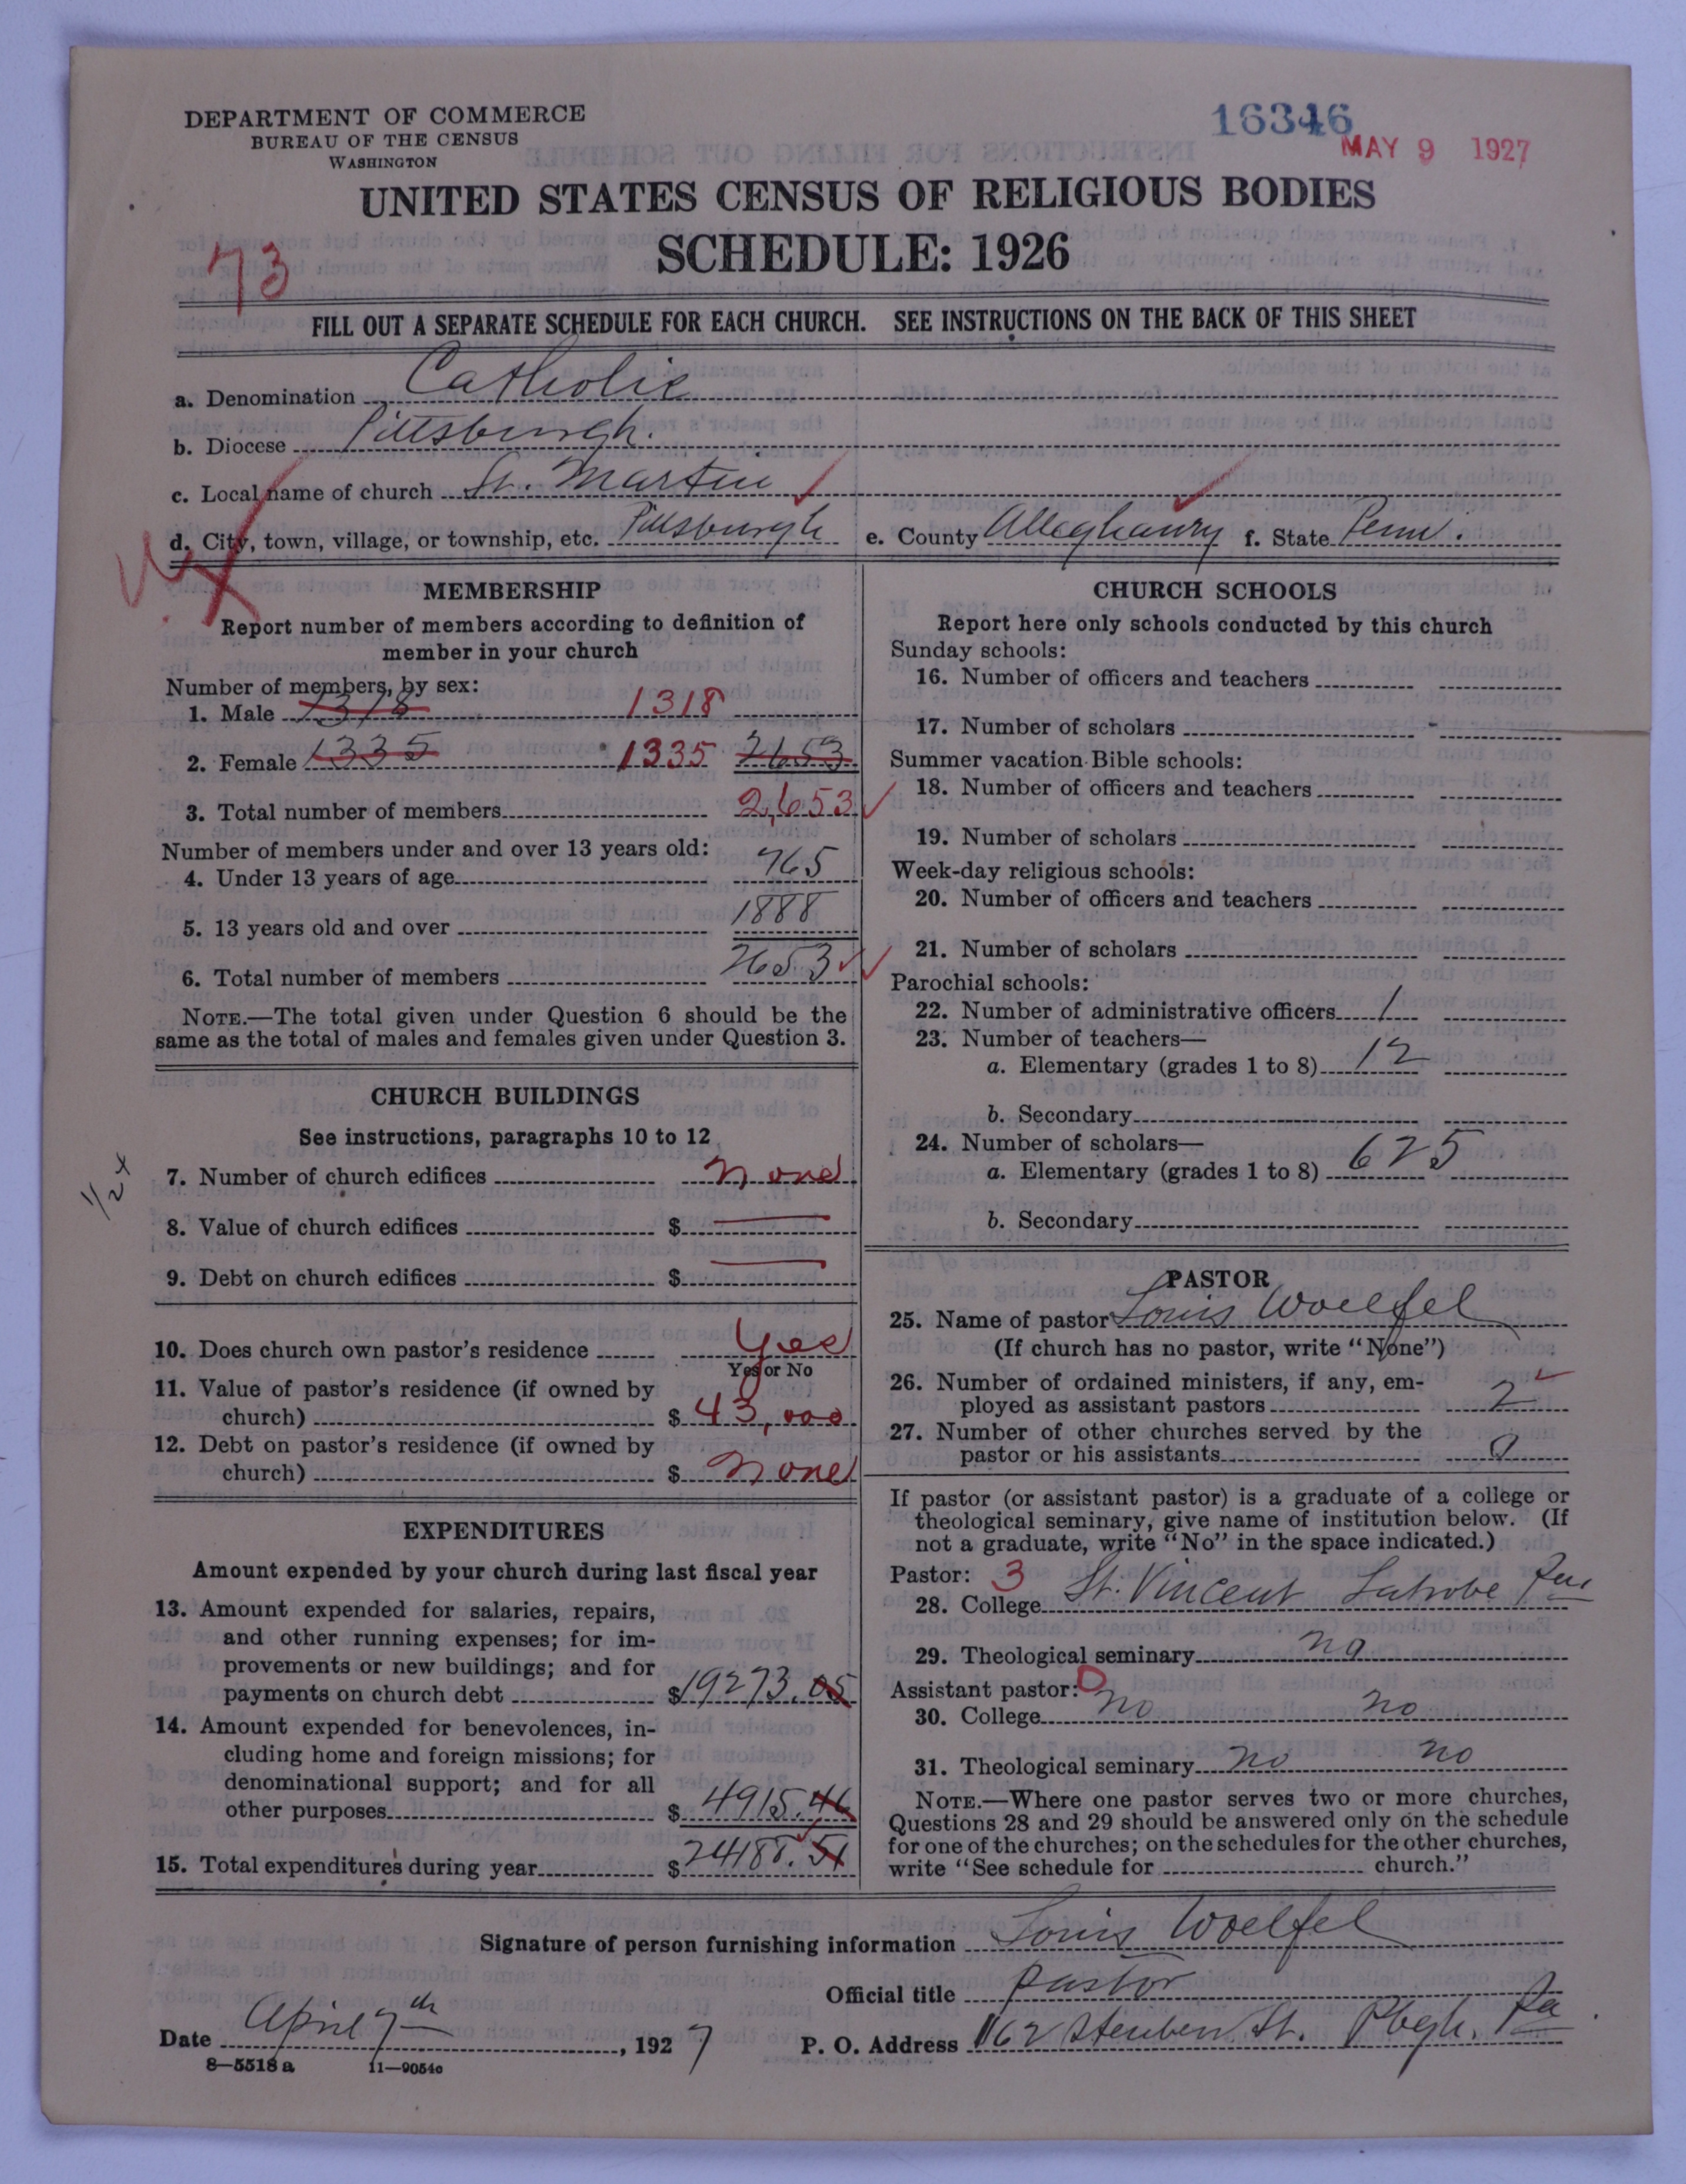 DEPARTMENT OF COMMERCE
BUREAU OF THE CENSUS
WASHINGTON
16346
MAY 9 1927
UNITED STATES CENSUS OF RELIGIOUS BODIES
SCHEDULE: 1926
73
FILL OUT A SEPARATE SCHEDULE FOR EACH CHURCH. SEE INSTRUCTIONS ON THE BACK OF THIS SHEET
a. Denomination Catholic
b. Diocese Pittsburgh.
c. Local name of church St. Martin
d. City, town, village, or township, etc. Pittsburgh e. County Alleghany f. State Penn.
MEMBERSHIP
Report number of members according to definition of
member in your church
Number of members, by sex:
1. Male 1318 1318
2. Female 1335 1335 2653
3. Total number of members 2,653
Number of members under and over 13 years old:
4. Under 13 years of age 765
5. 13 years old and over 1888
6. Total number of members 2653
NOTE.—The total given under Question 6 should be the
same as the total of males and females given under Question 3.
CHURCH BUILDINGS
See instructions, paragraphs 10 to 12
1/2 x
7. Number of church edifices none
8. Value of church edifices $
9. Debt on church edifices $
10. Does church own pastor's residence Yes
Yes or No
11. Value of pastor's residence (if owned by
church) $ 43,000
12. Debt on pastor's residence (if owned by
church) $ none
EXPENDITURES
Amount expended by your church during last fiscal year
13. Amount expended for salaries, repairs,
and other running expenses; for im-
provements or new buildings; and for
payments on church debt $19273.05
14. Amount expended for benevolences, in-
cluding home and foreign missions; for
denominational support; and for all
other purposes $ 4915.46
15. Total expenditures during year $24188.51
CHURCH SCHOOLS
Report here only schools conducted by this church
Sunday schools:
16. Number of officers and teachers
17. Number of scholars
Summer vacation Bible schools:
18. Number of officers and teachers
19. Number of scholars
Week-day religious schools:
20. Number of officers and teachers
21. Number of scholars
Parochial schools:
22. Number of administrative officers 1
23. Number of teachers—
a. Elementary (grades 1 to 8) 12
b. Secondary
24. Number of scholars—
a. Elementary (grades 1 to 8) 625
b. Secondary
PASTOR
25. Name of pastor Louis Woelfel
(If church has no pastor, write "None")
26. Number of ordained ministers, if any, em-
ployed as assistant pastors 2
27. Number of other churches served by the
pastor or his assistants 0
If pastor (or assistant pastor) is a graduate of a college or
theological seminary, give name of institution below. (If
not a graduate, write "No" in the space indicated.)
Pastor: 3
28. College St. Vincent Latrobe
29. Theological seminary no
Assistant pastor: 0
30. College no no
31. Theological seminary no no
NOTE.—Where one pastor serves two or more churches,
Questions 28 and 29 should be answered only on the schedule
for one of the churches; on the schedules for the other churches,
write "See schedule for church."
Signature of person furnishing information Louis Woelfel
Official title pastor
Date April 7th, 1927 P. O. Address 162 Steuben St. Pbgh. Pa
8—5518 a 11—9054c